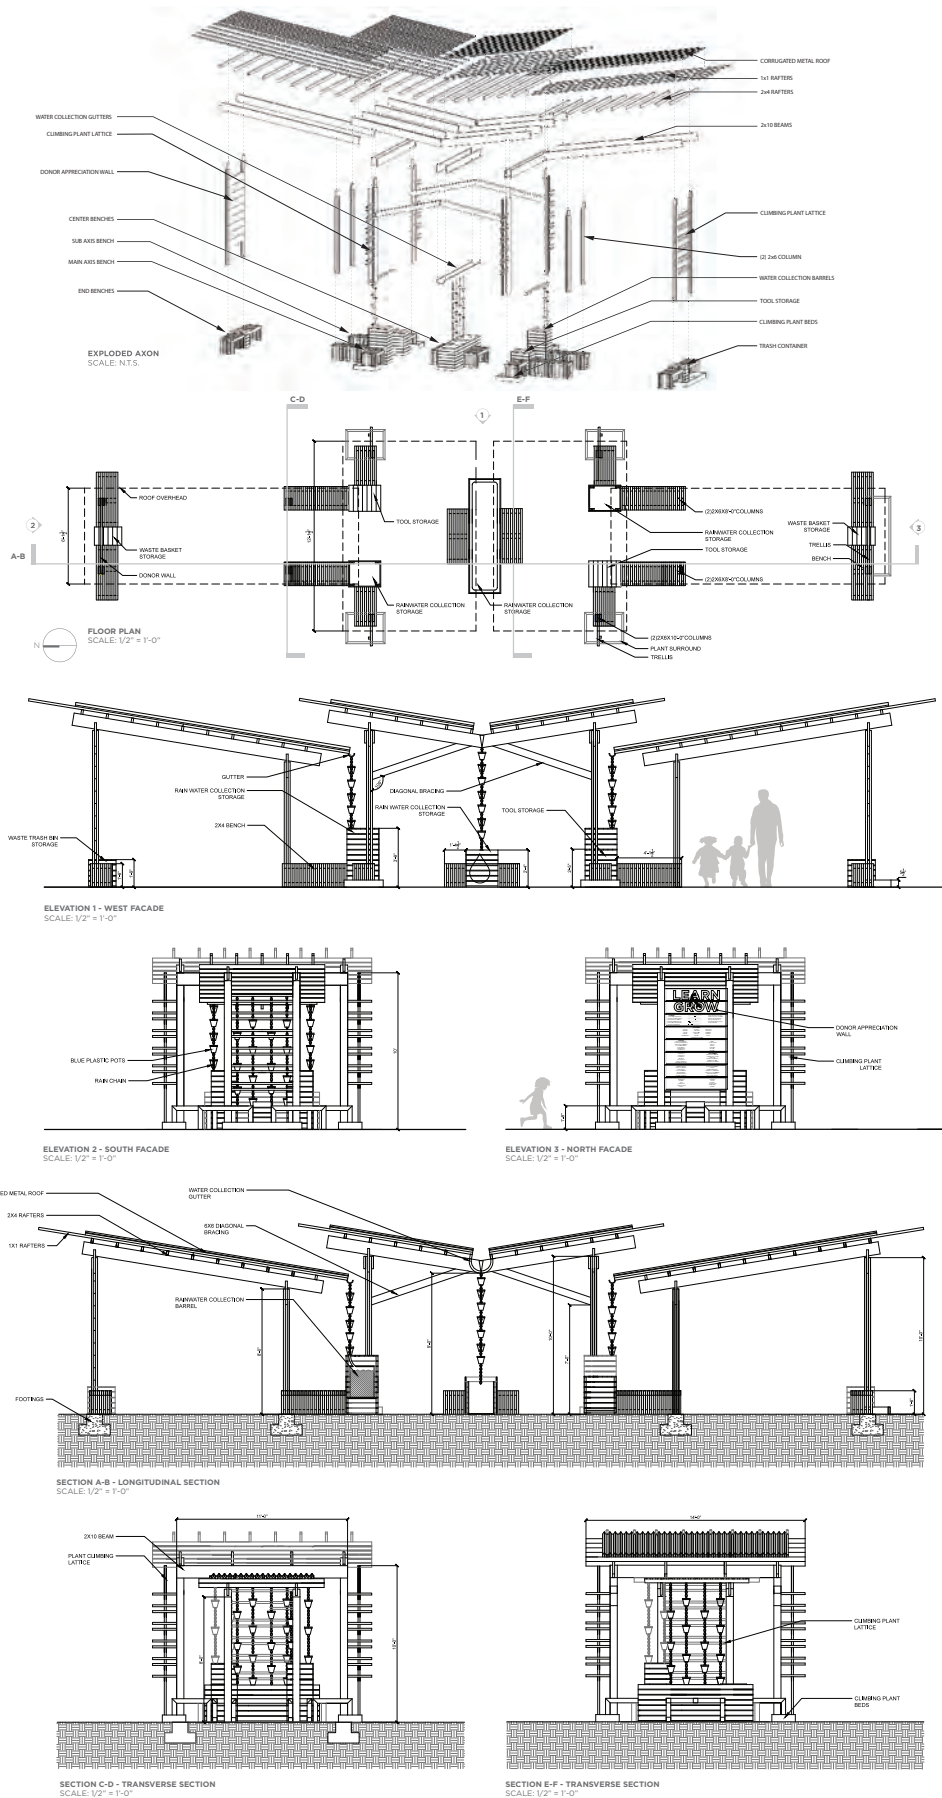 CORRUGATED METAL ROOF
1x1 RAFTERS
2x4 RAFTERS
WATER COLLECTION GUTTERS
2x10 BEAMS
CLIMBING PLANT LATTICE
DONOR APPRECIATION WALL
CENTER BENCHES
CLIMBING PLANT LATTICE
SUB AXIS BENCH
MAIN AXIS BENCH
(2) 2x6 COLUMN
WATER COLLECTION BARRELS
END BENCHES
TOOL STORAGE
CLIMBING PLANT BEDS
TRASH CONTAINER
EXPLODED AXON
SCALE: N.T.S.
C-D
E-F
1
ROOF OVERHEAD
TOOL STORAGE
(2)2X6X8'-0"COLUMNS
2
WASTE BASKET
STORAGE
RAINWATER COLLECTION
STORAGE
WASTE BASKET
STORAGE
3
A-B
TOOL STORAGE
TRELLIS
BENCH
DONOR WALL
(2)2X6X8'-0"COLUMNS
RAINWATER COLLECTION
STORAGE
RAINWATER COLLECTION
STORAGE
N
FLOOR PLAN
SCALE: 1/2" = 1'-0"
(2)2X6X10'-0"COLUMNS
PLANT SURROUND
TRELLIS
GUTTER
RAIN WATER COLLECTION
STORAGE
DIAGONAL BRACING
RAIN WATER COLLECTION
STORAGE
TOOL STORAGE
2X4 BENCH
WASTE TRASH BIN
STORAGE
ELEVATION 1 - WEST FACADE
SCALE: 1/2" = 1'-0"
LEARN
GROW
DONOR APPRECIATION
WALL
BLUE PLASTIC POTS
CLIMBING PLANT
LATTICE
RAIN CHAIN
10'
ELEVATION 2 - SOUTH FACADE
SCALE: 1/2" = 1'-0"
ELEVATION 3 - NORTH FACADE
SCALE: 1/2" = 1'-0"
ED METAL ROOF
WATER COLLECTION
GUTTER
2X4 RAFTERS
6X6 DIAGONAL
BRACING
1X1 RAFTERS
RAINWATER COLLECTION
BARREL
FOOTINGS
SECTION A-B - LONGITUDINAL SECTION
SCALE: 1/2" = 1'-0"
11'-0"
14'-0"
2X10 BEAM
PLANT CLIMBING
LATTICE
CLIMBING PLANT
LATTICE
CLIMBING PLANT
BEDS
SECTION C-D - TRANSVERSE SECTION
SCALE: 1/2" = 1'-0"
SECTION E-F - TRANSVERSE SECTION
SCALE: 1/2" = 1'-0"